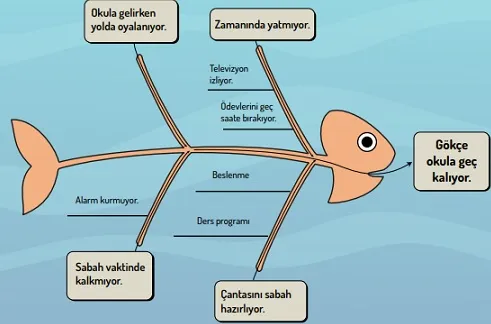 Okula gelirken
yolda oyalanıyor.
Zamanında yatmıyor.
Televizyon
izliyor.
Ödevlerini geç
saate bırakıyor.
Gökçe
okula geç
kalıyor.
Beslenme
Alarm kurmuyor.
Ders programı
Sabah vaktinde
kalkmıyor.
Çantasını sabah
hazırlıyor.